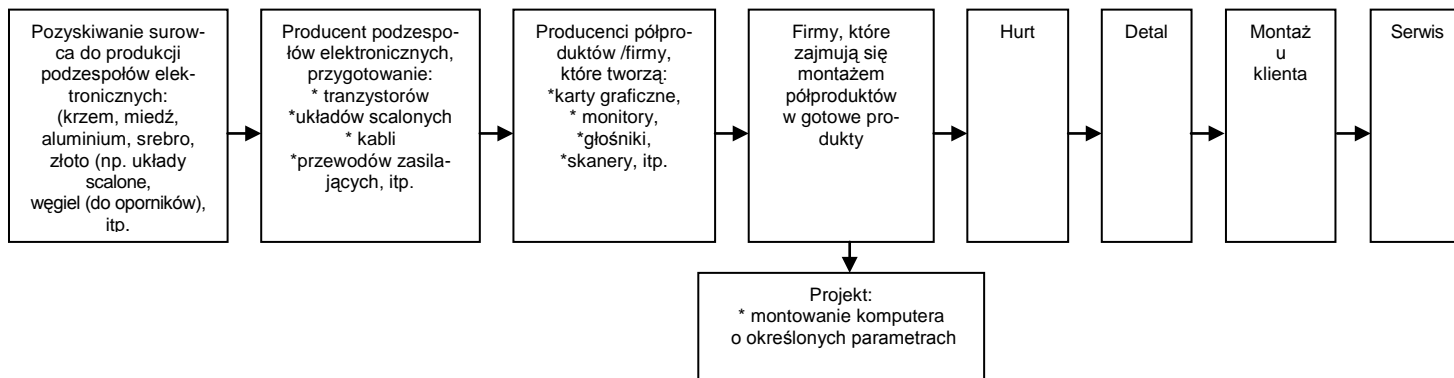 Pozyskiwanie surow-
ca do produkcji
podzespołów elek-
tronicznych:
(krzem, miedź,
aluminium, srebro,
złoto (np. układy
scalone,
węgiel (do oporników),
itp.
Producent podzespo-
łów elektronicznych,
przygotowanie:
* tranzystorów
*układów scalonych
* kabli
*przewodów zasila-
jących, itp.
Producenci półpro-
duktów /firmy,
które tworzą:
*karty graficzne,
* monitory,
*głośniki,
*skanery, itp.
Firmy, które
zajmują się
montażem
półproduktów
w gotowe pro-
dukty
Hurt
Detal
Montaż
u
klienta
Serwis
Projekt:
* montowanie komputera
o określonych parametrach